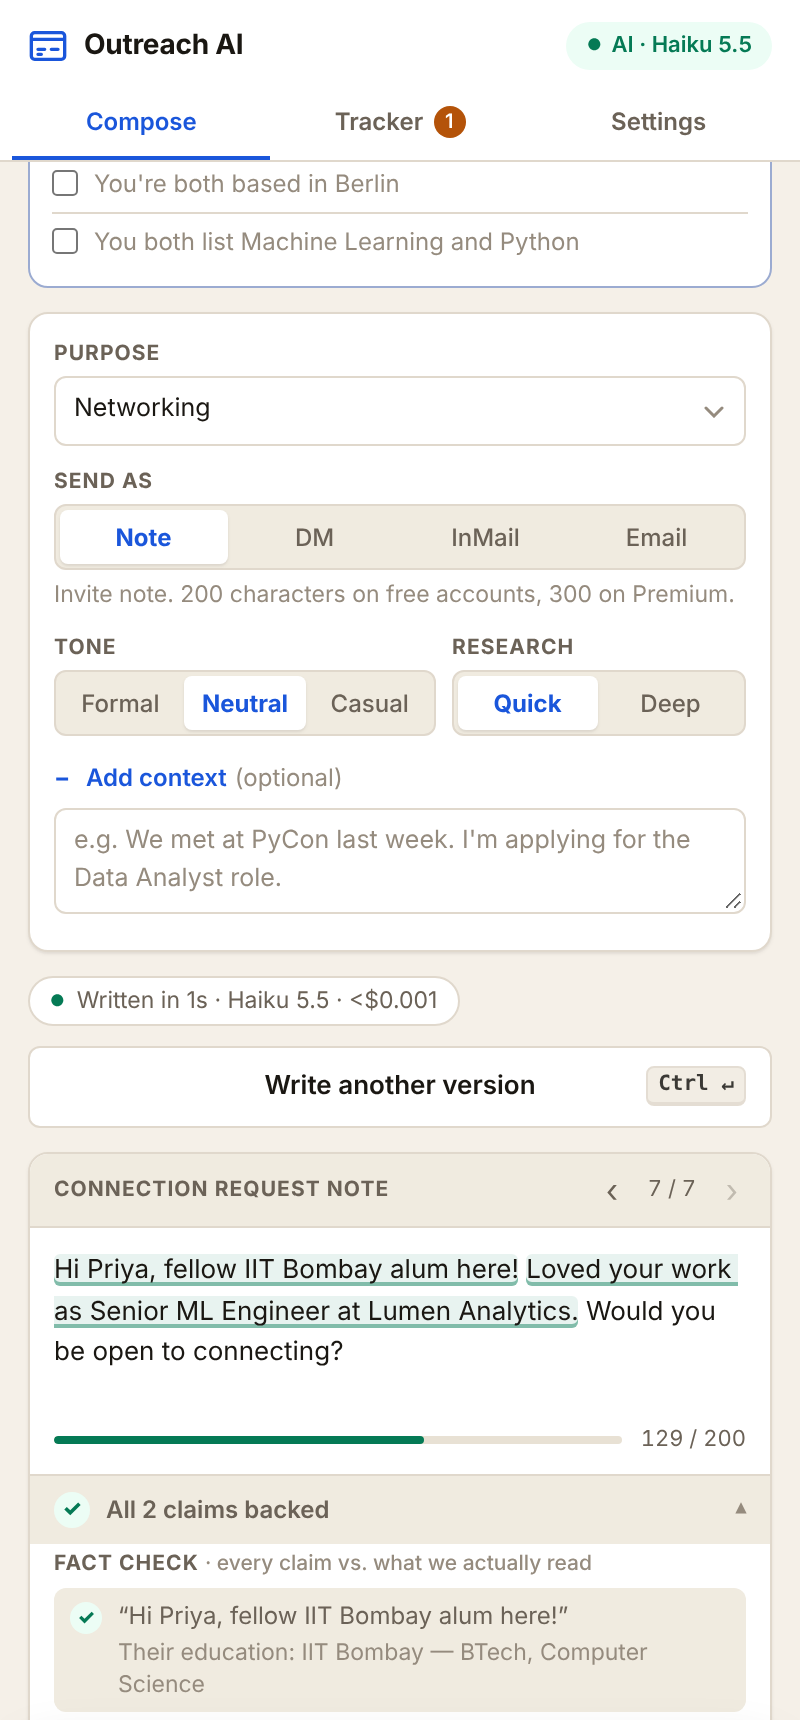 Outreach AI
AI · Haiku 5.5
Compose
Tracker 1
Settings
You're both based in Berlin
You both list Machine Learning and Python
PURPOSE
Networking
SEND AS
Note
DM
InMail
Email
Invite note. 200 characters on free accounts, 300 on Premium.
TONE
RESEARCH
Formal
Neutral
Casual
Quick
Deep
– Add context (optional)
e.g. We met at PyCon last week. I'm applying for the
Data Analyst role.
Written in 1s · Haiku 5.5 · <$0.001
Write another version
Ctrl ↵
CONNECTION REQUEST NOTE
‹ 7 / 7 ›
Hi Priya, fellow IIT Bombay alum here! Loved your work
as Senior ML Engineer at Lumen Analytics. Would you
be open to connecting?
129 / 200
All 2 claims backed
FACT CHECK · every claim vs. what we actually read
“Hi Priya, fellow IIT Bombay alum here!”
Their education: IIT Bombay — BTech, Computer
Science